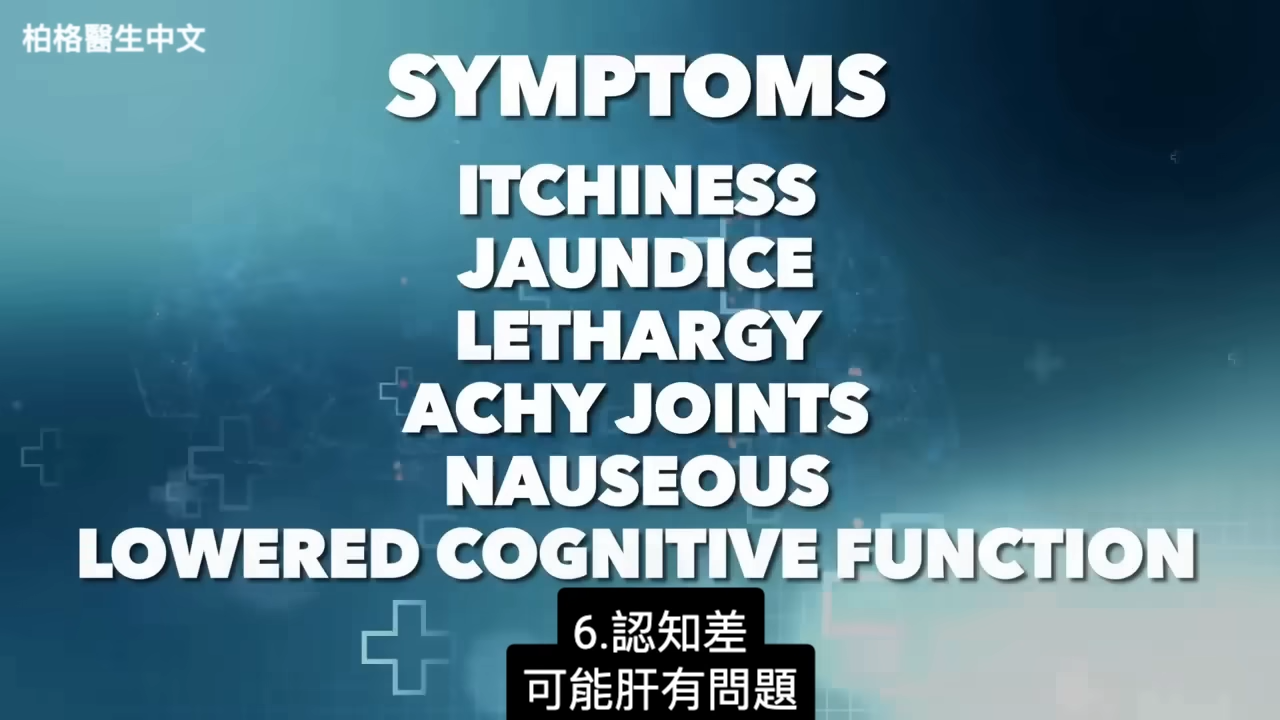 柏格醫生中文
SYMPTOMS
ITCHINESS
JAUNDICE
LETHARGY
ACHY JOINTS
NAUSEOUS
LOWERED COGNITIVE FUNCTION
6.認知差
可能肝有問題